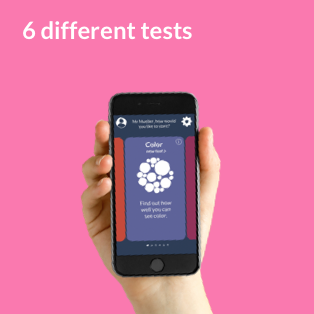 6 different tests
Mr Mueller, how would
you like to start?
Color
Find out how
well you can
see color.